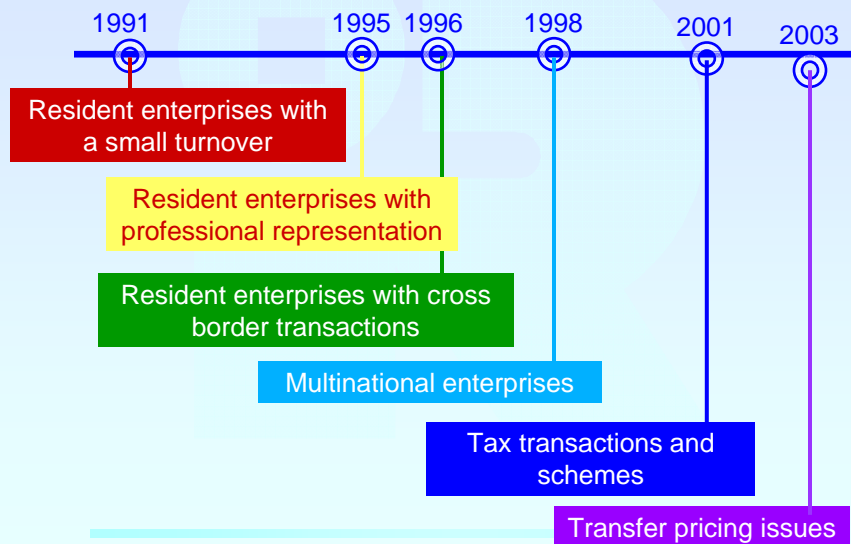 1991
1995
1996
1998
2001
2003
Resident enterprises with
a small turnover
Resident enterprises with
professional representation
Resident enterprises with cross
border transactions
Multinational enterprises
Tax transactions and
schemes
Transfer pricing issues